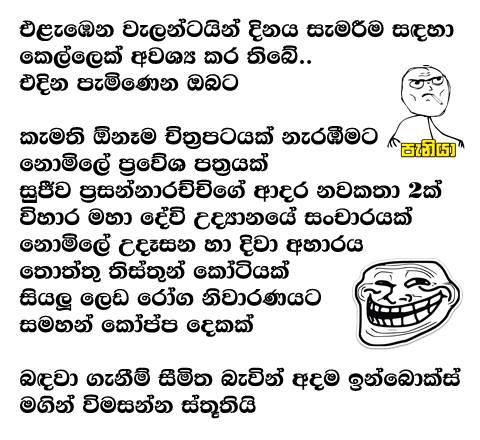 එළැඹෙන වැලන්ටයින් දිනය සැමරීම සඳහා
කෙල්ලෙක් අවශ්‍ය කර තිබේ..
එදින පැමිණෙන ඔබට
පැණියා
කැමති ඕනෑම චිත්‍රපටයක් නැරඹීමට
නොමිලේ ප්‍රවේශ පත්‍රයක්
සුජීව ප්‍රසන්නාරච්චිගේ ආදර නවකතා 2ක්
විහාර මහා දේවි උද්‍යානයේ සංචාරයක්
නොමිලේ උදෑසන හා දිවා අහාරය
තොත්තු තිස්තුන් කෝටියක්
සියලු ලෙඩ රෝග නිවාරණයට
සමහන් කෝප්ප දෙකක්
බඳවා ගැනීම් සීමිත බැවින් අදම ඉන්බොක්ස්
මගින් විමසන්න ස්තූතියි